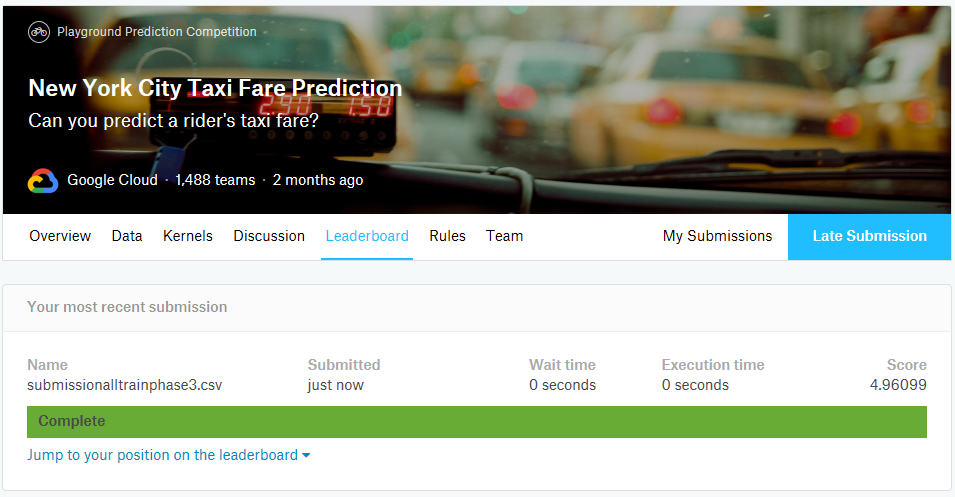 Playground Prediction Competition
New York City Taxi Fare Prediction
2.90 1.58
Can you predict a rider's taxi fare?
Google Cloud · 1,488 teams · 2 months ago
Overview Data Kernels Discussion Leaderboard Rules Team My Submissions Late Submission
Your most recent submission
Name Submitted Wait time Execution time Score
submissionalltrainphase3.csv just now 0 seconds 0 seconds 4.96099
Complete
Jump to your position on the leaderboard